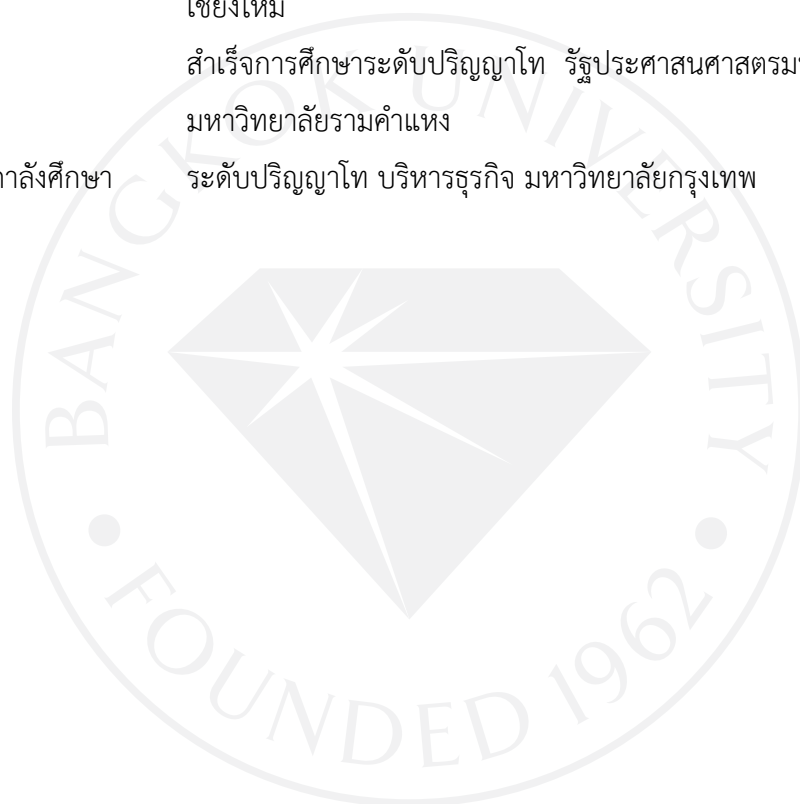 เชียงใหม่
สำเร็จการศึกษาระดับปริญญาโท รัฐประศาสนศาสตรม
มหาวิทยาลัยรามคำแหง
กำลังศึกษา ระดับปริญญาโท บริหารธุรกิจ มหาวิทยาลัยกรุงเทพ
BANGKOK UNIVERSITY
• FOUNDED 1962 •